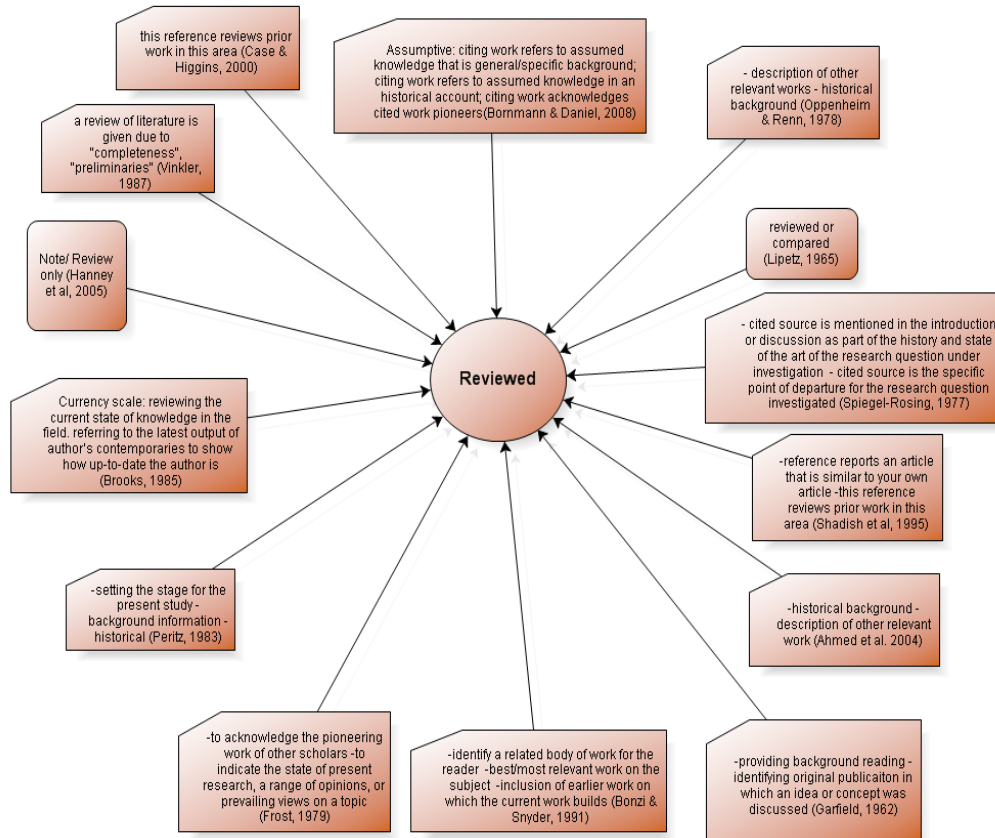 this reference reviews prior
work in this area (Case &
Higgins, 2000)
Assumptive: citing work refers to assumed
knowledge that is general/specific background;
citing work refers to assumed knowledge in an
historical account; citing work acknowledges
cited work pioneers(Bornmann & Daniel, 2008)
- description of other
relevant works - historical
background (Oppenheim
& Renn, 1978)
a review of literature is
given due to
"completeness",
"preliminaries" (Vinkler,
1987)
Note/ Review
only (Hanney
et al, 2005)
reviewed or
compared
(Lipetz, 1965)
Reviewed
- cited source is mentioned in the introduction
or discussion as part of the history and state
of the art of the research question under
investigation - cited source is the specific
point of departure for the research question
investigated (Spiegel-Rosing, 1977)
Currency scale: reviewing the
current state of knowledge in the
field. referring to the latest output of
author's contemporaries to show
how up-to-date the author is
(Brooks, 1985)
-reference reports an article
that is similar to your own
article -this reference
reviews prior work in this
area (Shadish et al, 1995)
-setting the stage for the
present study -
background information -
historical (Peritz, 1983)
-historical background -
description of other relevant
work (Ahmed et al. 2004)
-to acknowledge the pioneering
work of other scholars -to
indicate the state of present
research, a range of opinions, or
prevailing views on a topic
(Frost, 1979)
-identify a related body of work for the
reader -best/most relevant work on the
subject -inclusion of earlier work on
which the current work builds (Bonzi &
Snyder, 1991)
-providing background reading -
identifying original publicaiton in
which an idea or concept was
discussed (Garfield, 1962)